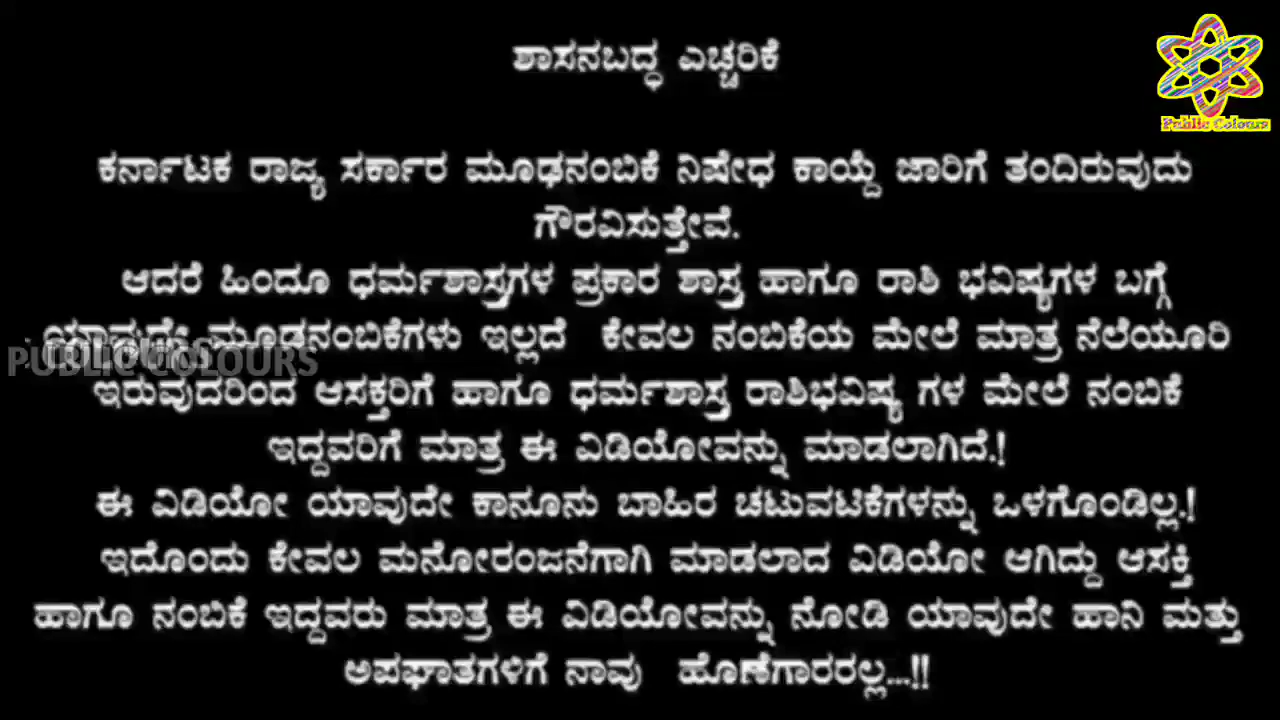 ಶಾಸನಬದ್ಧ ಎಚ್ಚರಿಕೆ
Public Colours
ಕರ್ನಾಟಕ ರಾಜ್ಯ ಸರ್ಕಾರ ಮೂಢನಂಬಿಕೆ ನಿಷೇಧ ಕಾಯ್ದೆ ಜಾರಿಗೆ ತಂದಿರುವುದು
ಗೌರವಿಸುತ್ತೇವೆ.
ಆದರೆ ಹಿಂದೂ ಧರ್ಮಶಾಸ್ತ್ರಗಳ ಪ್ರಕಾರ ಶಾಸ್ತ್ರ ಹಾಗೂ ರಾಶಿ ಭವಿಷ್ಯಗಳ ಬಗ್ಗೆ
ಯಾವುದೇ ಮೂಢನಂಬಿಕೆಗಳು ಇಲ್ಲದೆ ಕೇವಲ ನಂಬಿಕೆಯ ಮೇಲೆ ಮಾತ್ರ ನೆಲೆಯೂರಿ
PUBLIC COLOURS
ಇರುವುದರಿಂದ ಆಸಕ್ತರಿಗೆ ಹಾಗೂ ಧರ್ಮಶಾಸ್ತ್ರ ರಾಶಿಭವಿಷ್ಯ ಗಳ ಮೇಲೆ ನಂಬಿಕೆ
ಇದ್ದವರಿಗೆ ಮಾತ್ರ ಈ ವಿಡಿಯೋವನ್ನು ಮಾಡಲಾಗಿದೆ.!
ಈ ವಿಡಿಯೋ ಯಾವುದೇ ಕಾನೂನು ಬಾಹಿರ ಚಟುವಟಿಕೆಗಳನ್ನು ಒಳಗೊಂಡಿಲ್ಲ.!
ಇದೊಂದು ಕೇವಲ ಮನೋರಂಜನೆಗಾಗಿ ಮಾಡಲಾದ ವಿಡಿಯೋ ಆಗಿದ್ದು ಆಸಕ್ತಿ
ಹಾಗೂ ನಂಬಿಕೆ ಇದ್ದವರು ಮಾತ್ರ ಈ ವಿಡಿಯೋವನ್ನು ನೋಡಿ ಯಾವುದೇ ಹಾನಿ ಮತ್ತು
ಅಪಘಾತಗಳಿಗೆ ನಾವು ಹೊಣೆಗಾರರಲ್ಲ...!!